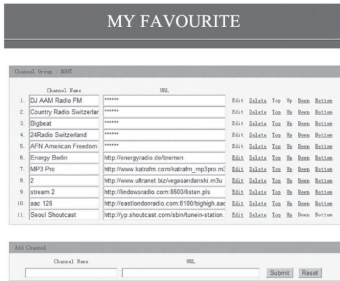 MY FAVOURITE
Channel Group : ROOT
Channel Name URL
1. DJ AAM Radio FM ****** Edit Delete Top Up Down Bottom
2. Country Radio Switzerlar ****** Edit Delete Top Up Down Bottom
3. Bigbeat ****** Edit Delete Top Up Down Bottom
4. 24Radio Switzerland ****** Edit Delete Top Up Down Bottom
5. AFN American Freedom ****** Edit Delete Top Up Down Bottom
6. Energy Berlin http://energyradio.de/bremen Edit Delete Top Up Down Bottom
7. MP3 Pro http://www.katrafm.com/katrafm_mp3pro.m3 Edit Delete Top Up Down Bottom
8. 2 http://www.ultranet.biz/vegasandanski.m3u Edit Delete Top Up Down Bottom
9. stream 2 http://lindowsradio.com:8600/listen.pls Edit Delete Top Up Down Bottom
10. aac 128 http://eastlondonradio.com:8100/bighigh.aac Edit Delete Top Up Down Bottom
11. Seoul Shoutcast http://yp.shoutcast.com/sbin/tunein-station. Edit Delete Top Up Down Bottom
Add Channel
Channel Name URL
Submit Reset